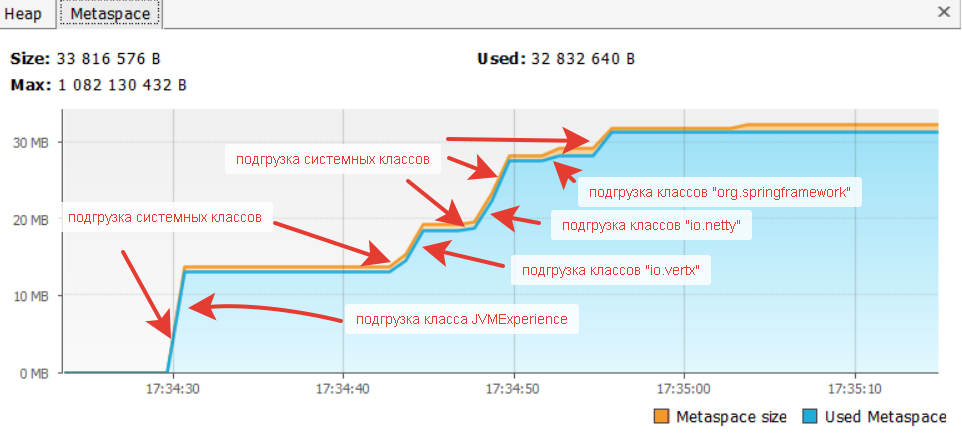 Heap Metaspace
Size: 33 816 576 B Used: 32 832 640 B
Max: 1 082 130 432 B
30 MB
подгрузка системных классов
подгрузка классов "org.springframework"
20 MB
подгрузка системных классов
подгрузка классов "io.netty"
подгрузка классов "io.vertx"
10 MB
подгрузка класса JVMExperience
0 MB
17:34:30 17:34:40 17:34:50 17:35:00 17:35:10
Metaspace size Used Metaspace